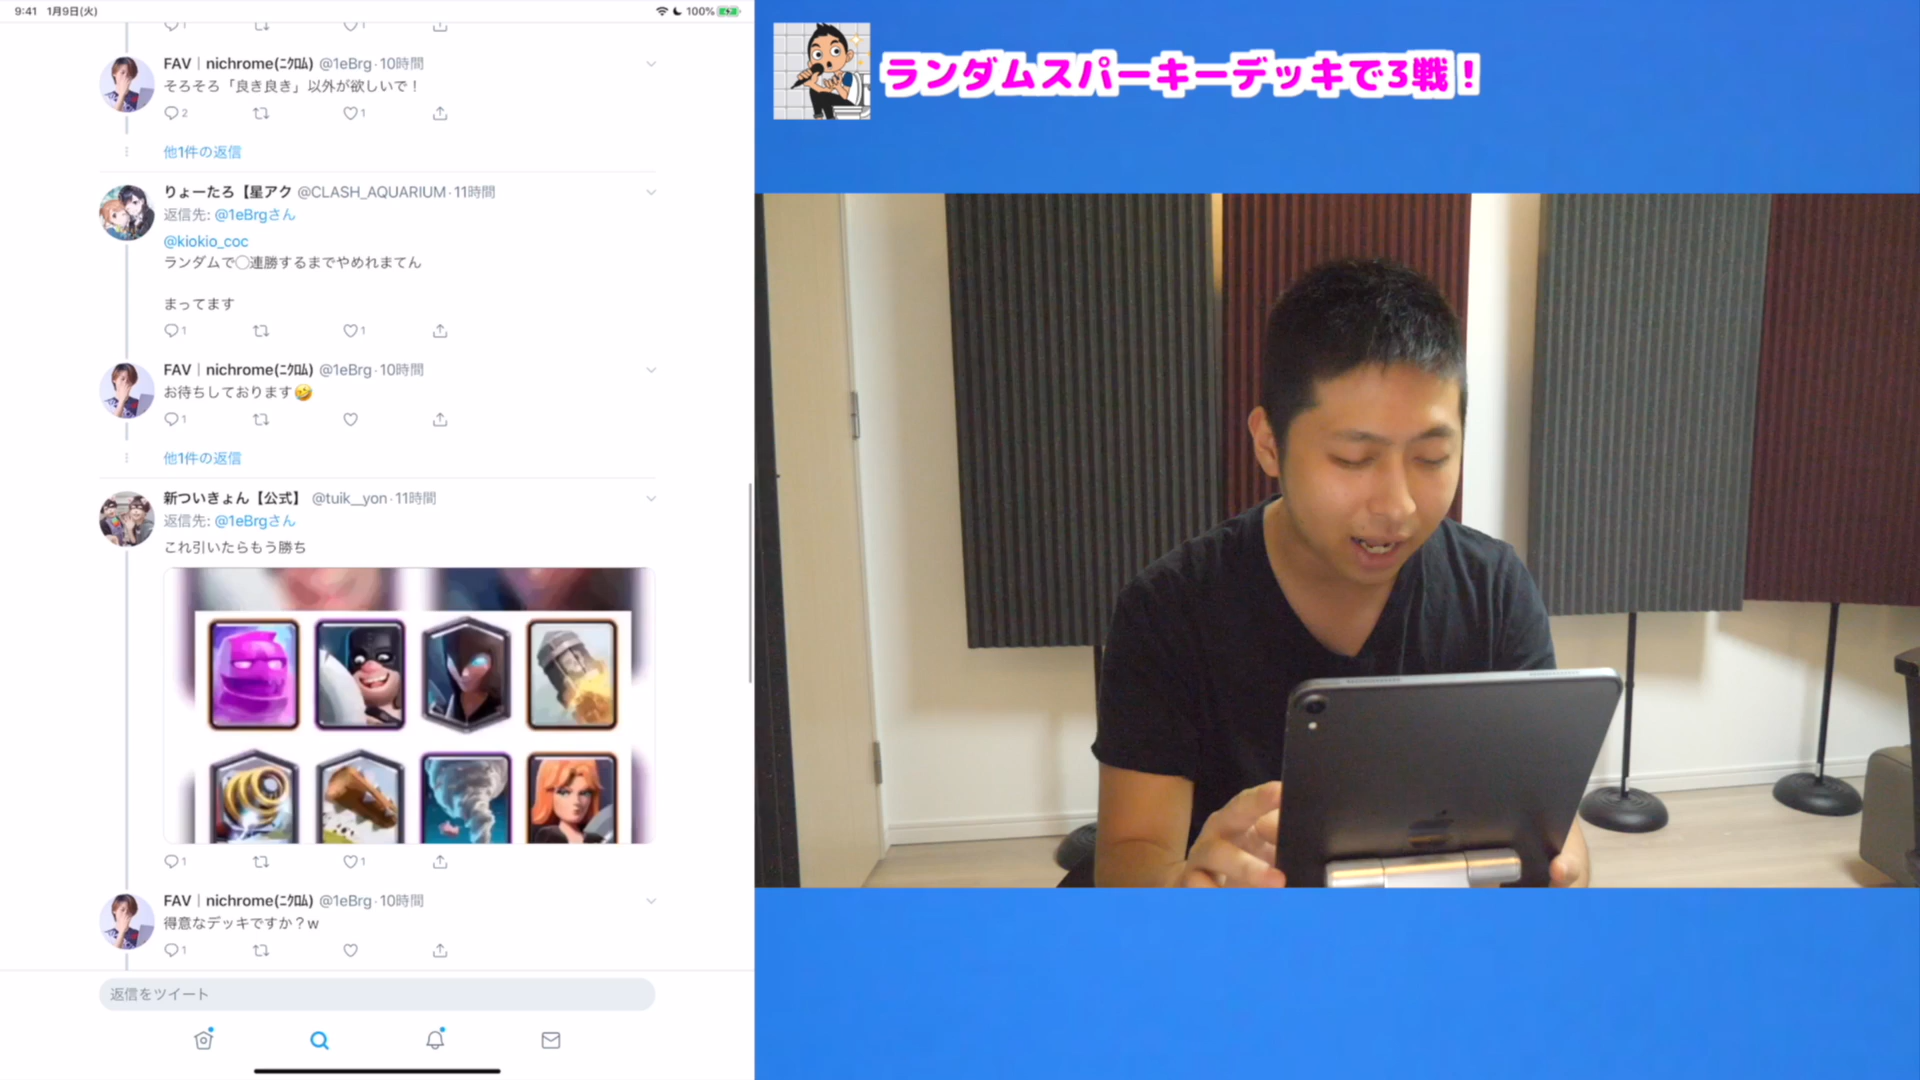 9:41 1月9日(火)
100%
ランダムスパーキーデッキで3戦！
FAV｜nichrome(ﾆｸﾛﾑ) @1eBrg·10時間
そろそろ「良き良き」以外が欲しいで！
2
1
他1件の返信
りょーたろ【星アク @CLASH_AQUARIUM·11時間
返信先: @1eBrgさん
@kiokio_coc
ランダムで◯連勝するまでやめれまてん
まってます
1
1
FAV｜nichrome(ﾆｸﾛﾑ) @1eBrg·10時間
お待ちしております🤣
1
他1件の返信
新ついきょん【公式】 @tuik__yon·11時間
返信先: @1eBrgさん
これ引いたらもう勝ち
1
1
FAV｜nichrome(ﾆｸﾛﾑ) @1eBrg·10時間
得意なデッキですか？w
1
返信をツイート